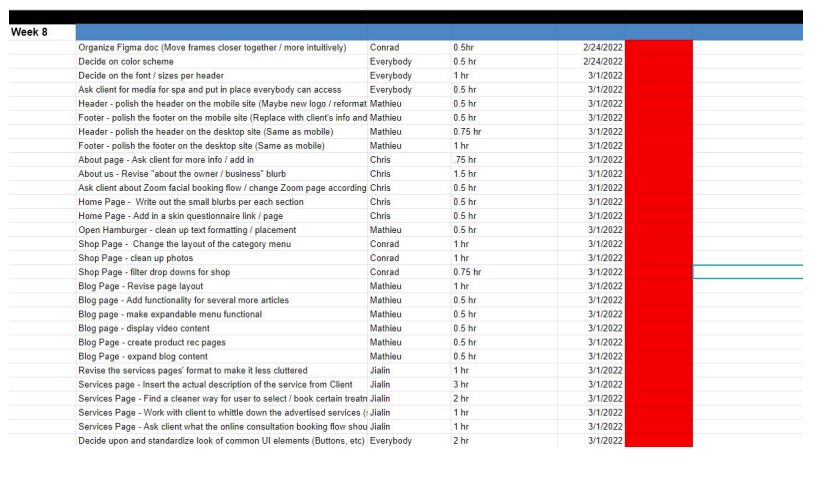 Week 8
Organize Figma doc (Move frames closer together / more intuitively) Conrad 0.5hr 2/24/2022
Decide on color scheme Everybody 0.5 hr 2/24/2022
Decide on the font / sizes per header Everybody 1 hr 3/1/2022
Ask client for media for spa and put in place everybody can access Everybody 0.5 hr 3/1/2022
Header - polish the header on the mobile site (Maybe new logo / reformat Mathieu 0.5 hr 3/1/2022
Footer - polish the footer on the mobile site (Replace with client's info and Mathieu 0.5 hr 3/1/2022
Header - polish the header on the desktop site (Same as mobile) Mathieu 0.75 hr 3/1/2022
Footer - polish the footer on the desktop site (Same as mobile) Mathieu 1 hr 3/1/2022
About page - Ask client for more info / add in Chris .75 hr 3/1/2022
About us - Revise "about the owner / business" blurb Chris 1.5 hr 3/1/2022
Ask client about Zoom facial booking flow / change Zoom page according Chris 0.5 hr 3/1/2022
Home Page - Write out the small blurbs per each section Chris 0.5 hr 3/1/2022
Home Page - Add in a skin questionnaire link / page Chris 0.5 hr 3/1/2022
Open Hamburger - clean up text formatting / placement Mathieu 0.5 hr 3/1/2022
Shop Page - Change the layout of the category menu Conrad 1 hr 3/1/2022
Shop Page - clean up photos Conrad 1 hr 3/1/2022
Shop Page - filter drop downs for shop Conrad 0.75 hr 3/1/2022
Blog Page - Revise page layout Mathieu 1 hr 3/1/2022
Blog page - Add functionality for several more articles Mathieu 0.5 hr 3/1/2022
Blog page - make expandable menu functional Mathieu 0.5 hr 3/1/2022
Blog page - display video content Mathieu 0.5 hr 3/1/2022
Blog Page - create product rec pages Mathieu 0.5 hr 3/1/2022
Blog Page - expand blog content Mathieu 0.5 hr 3/1/2022
Revise the services pages' format to make it less cluttered Jialin 1 hr 3/1/2022
Services page - Insert the actual description of the service from Client Jialin 3 hr 3/1/2022
Services Page - Find a cleaner way for user to select / book certain treatm Jialin 2 hr 3/1/2022
Services Page - Work with client to whittle down the advertised services ( Jialin 1 hr 3/1/2022
Services Page - Ask client what the online consultation booking flow shou Jialin 1 hr 3/1/2022
Decide upon and standardize look of common UI elements (Buttons, etc) Everybody 2 hr 3/1/2022